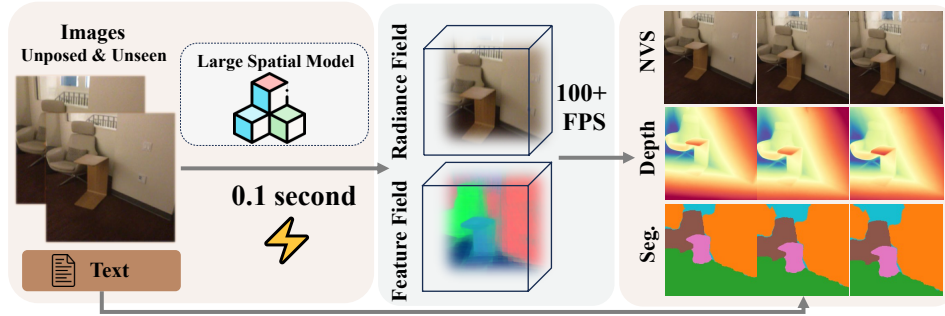 Images
Unposed & Unseen
Large Spatial Model
0.1 second
Text
Radiance Field
Feature Field
100+
FPS
NVS
Depth
Seg.